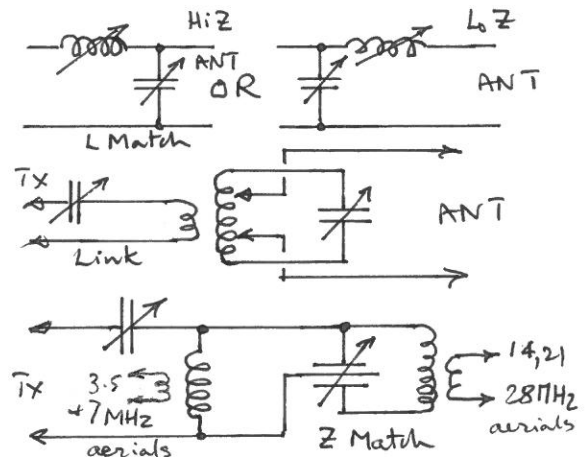 HiZ
ANT
OR
L Match
LoZ
ANT
Tx
Link
ANT
Tx
3.5
+7MHz
aerials
Z Match
14,21
28MHz
aerials